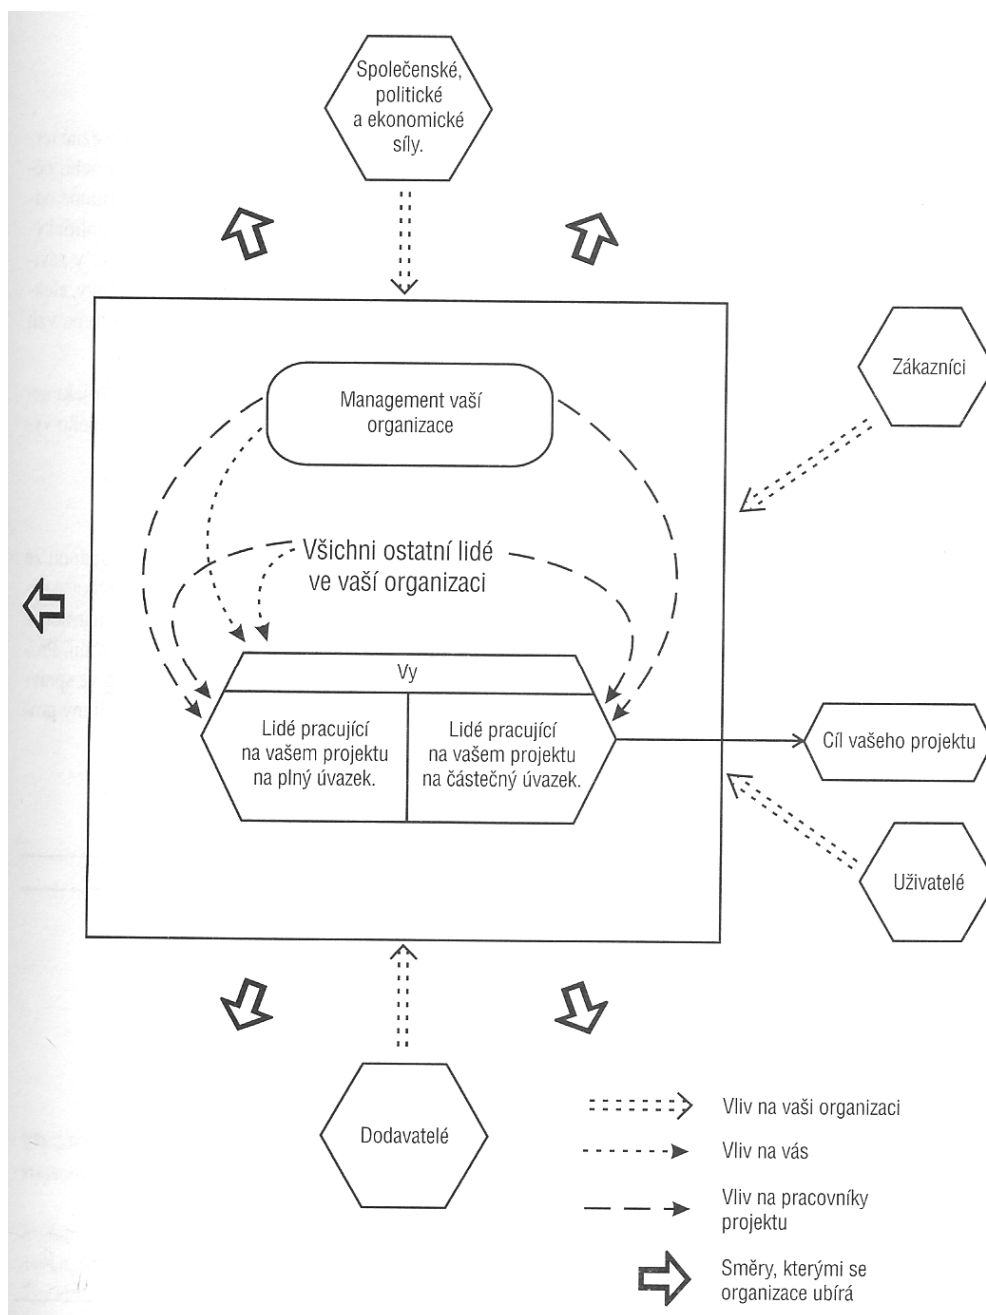 Společenské,
politické
a ekonomické
síly.
Zákazníci
Management vaší
organizace
Všichni ostatní lidé
ve vaší organizaci
Vy
Lidé pracující
na vašem projektu
na plný úvazek.
Lidé pracující
na vašem projektu
na částečný úvazek.
Cíl vašeho projektu
Uživatelé
Dodavatelé
Vliv na vaši organizaci
Vliv na vás
Vliv na pracovníky
projektu
Směry, kterými se
organizace ubírá